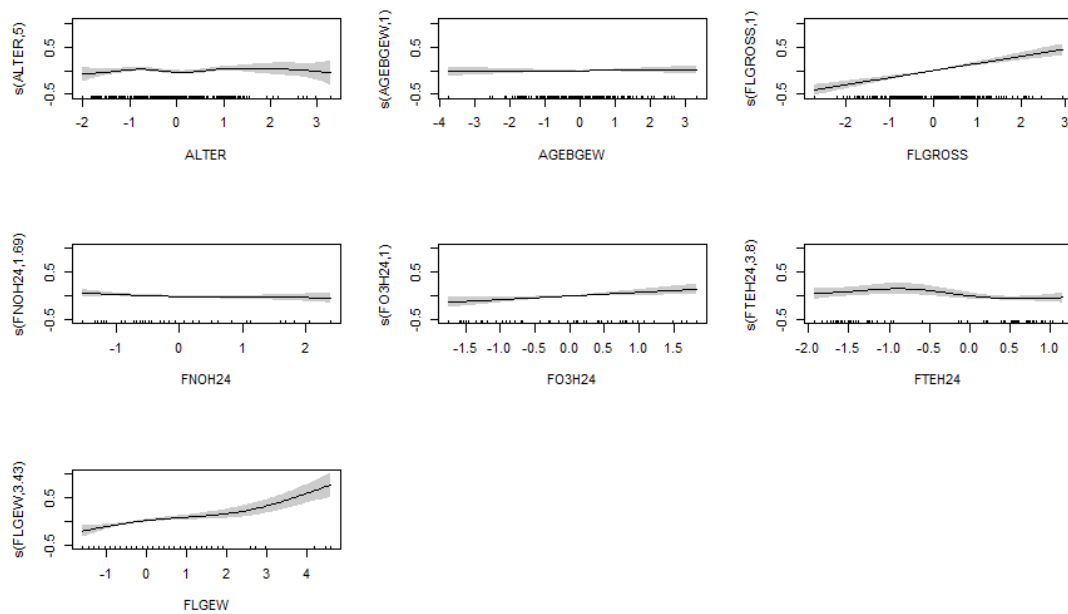 s(ALTER,5)
-0.5 0.5
-2 -1 0 1 2 3
ALTER
s(AGEBGEW,1)
-0.5 0.5
-4 -3 -2 -1 0 1 2 3
AGEBGEW
s(FLGROSS,1)
-0.5 0.5
-2 -1 0 1 2 3
FLGROSS
s(FNOH24,1.69)
-0.5 0.5
-1 0 1 2
FNOH24
s(FO3H24,1)
-0.5 0.5
-1.5 -1.0 -0.5 0.0 0.5 1.0 1.5
FO3H24
s(FTEH24,3.8)
-0.5 0.5
-2.0 -1.5 -1.0 -0.5 0.0 0.5 1.0
FTEH24
s(FLGEW,3.43)
-0.5 0.5
-1 0 1 2 3 4
FLGEW